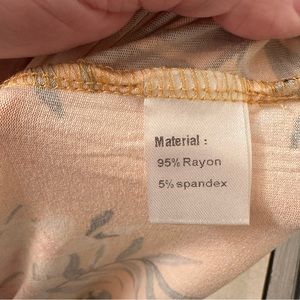 Material :
95% Rayon
5% spandex